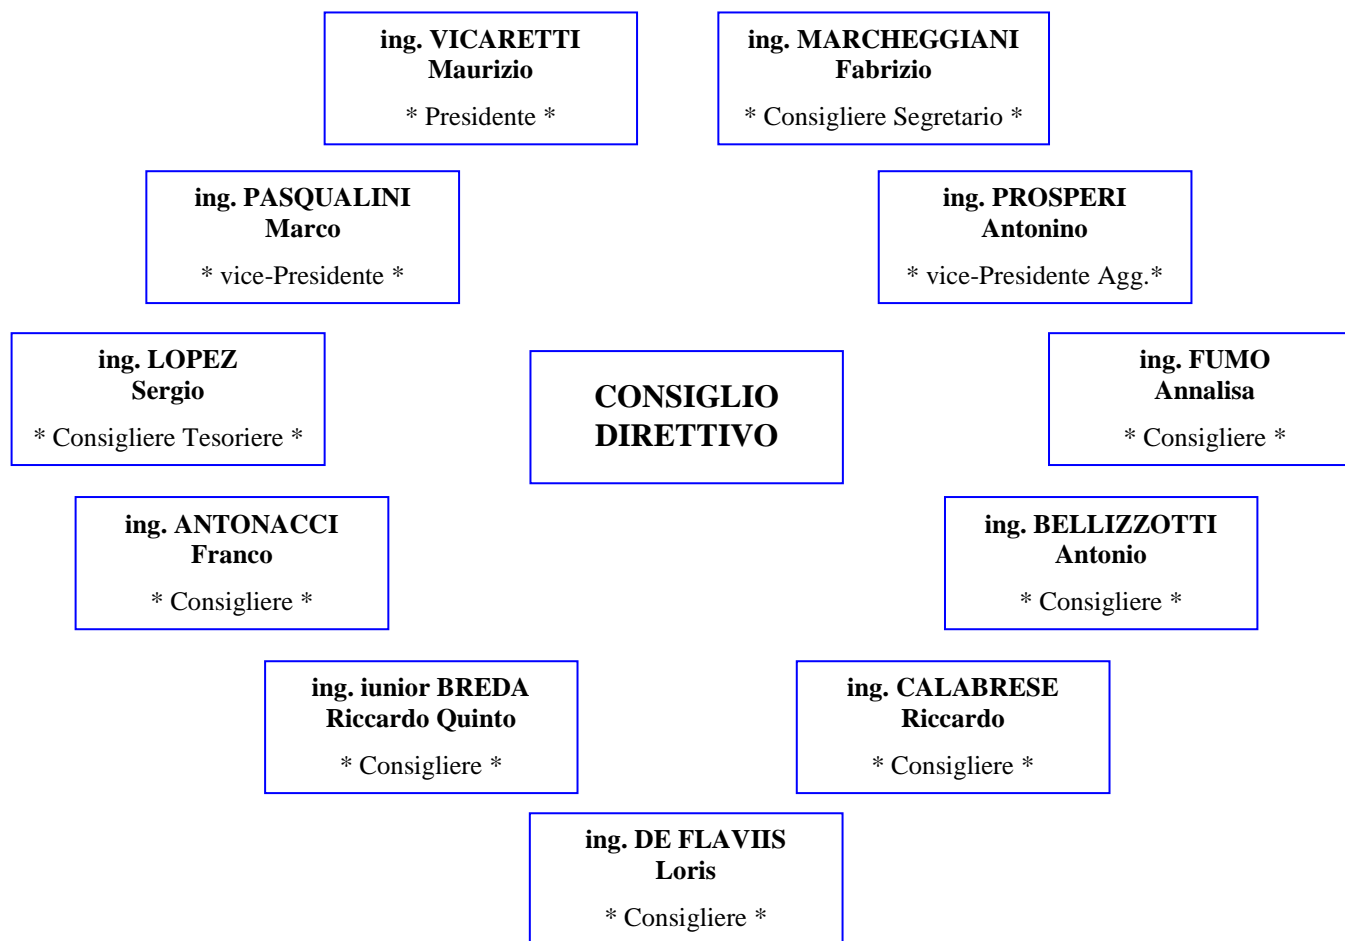 ing. VICARETTI
Maurizio
* Presidente *
ing. MARCHEGGIANI
Fabrizio
* Consigliere Segretario *
ing. PASQUALINI
Marco
* vice-Presidente *
ing. PROSPERI
Antonino
* vice-Presidente Agg.*
ing. LOPEZ
Sergio
* Consigliere Tesoriere *
CONSIGLIO
DIRETTIVO
ing. FUMO
Annalisa
* Consigliere *
ing. ANTONACCI
Franco
* Consigliere *
ing. BELLIZZOTTI
Antonio
* Consigliere *
ing. iunior BREDA
Riccardo Quinto
* Consigliere *
ing. CALABRESE
Riccardo
* Consigliere *
ing. DE FLAVIIS
Loris
* Consigliere *